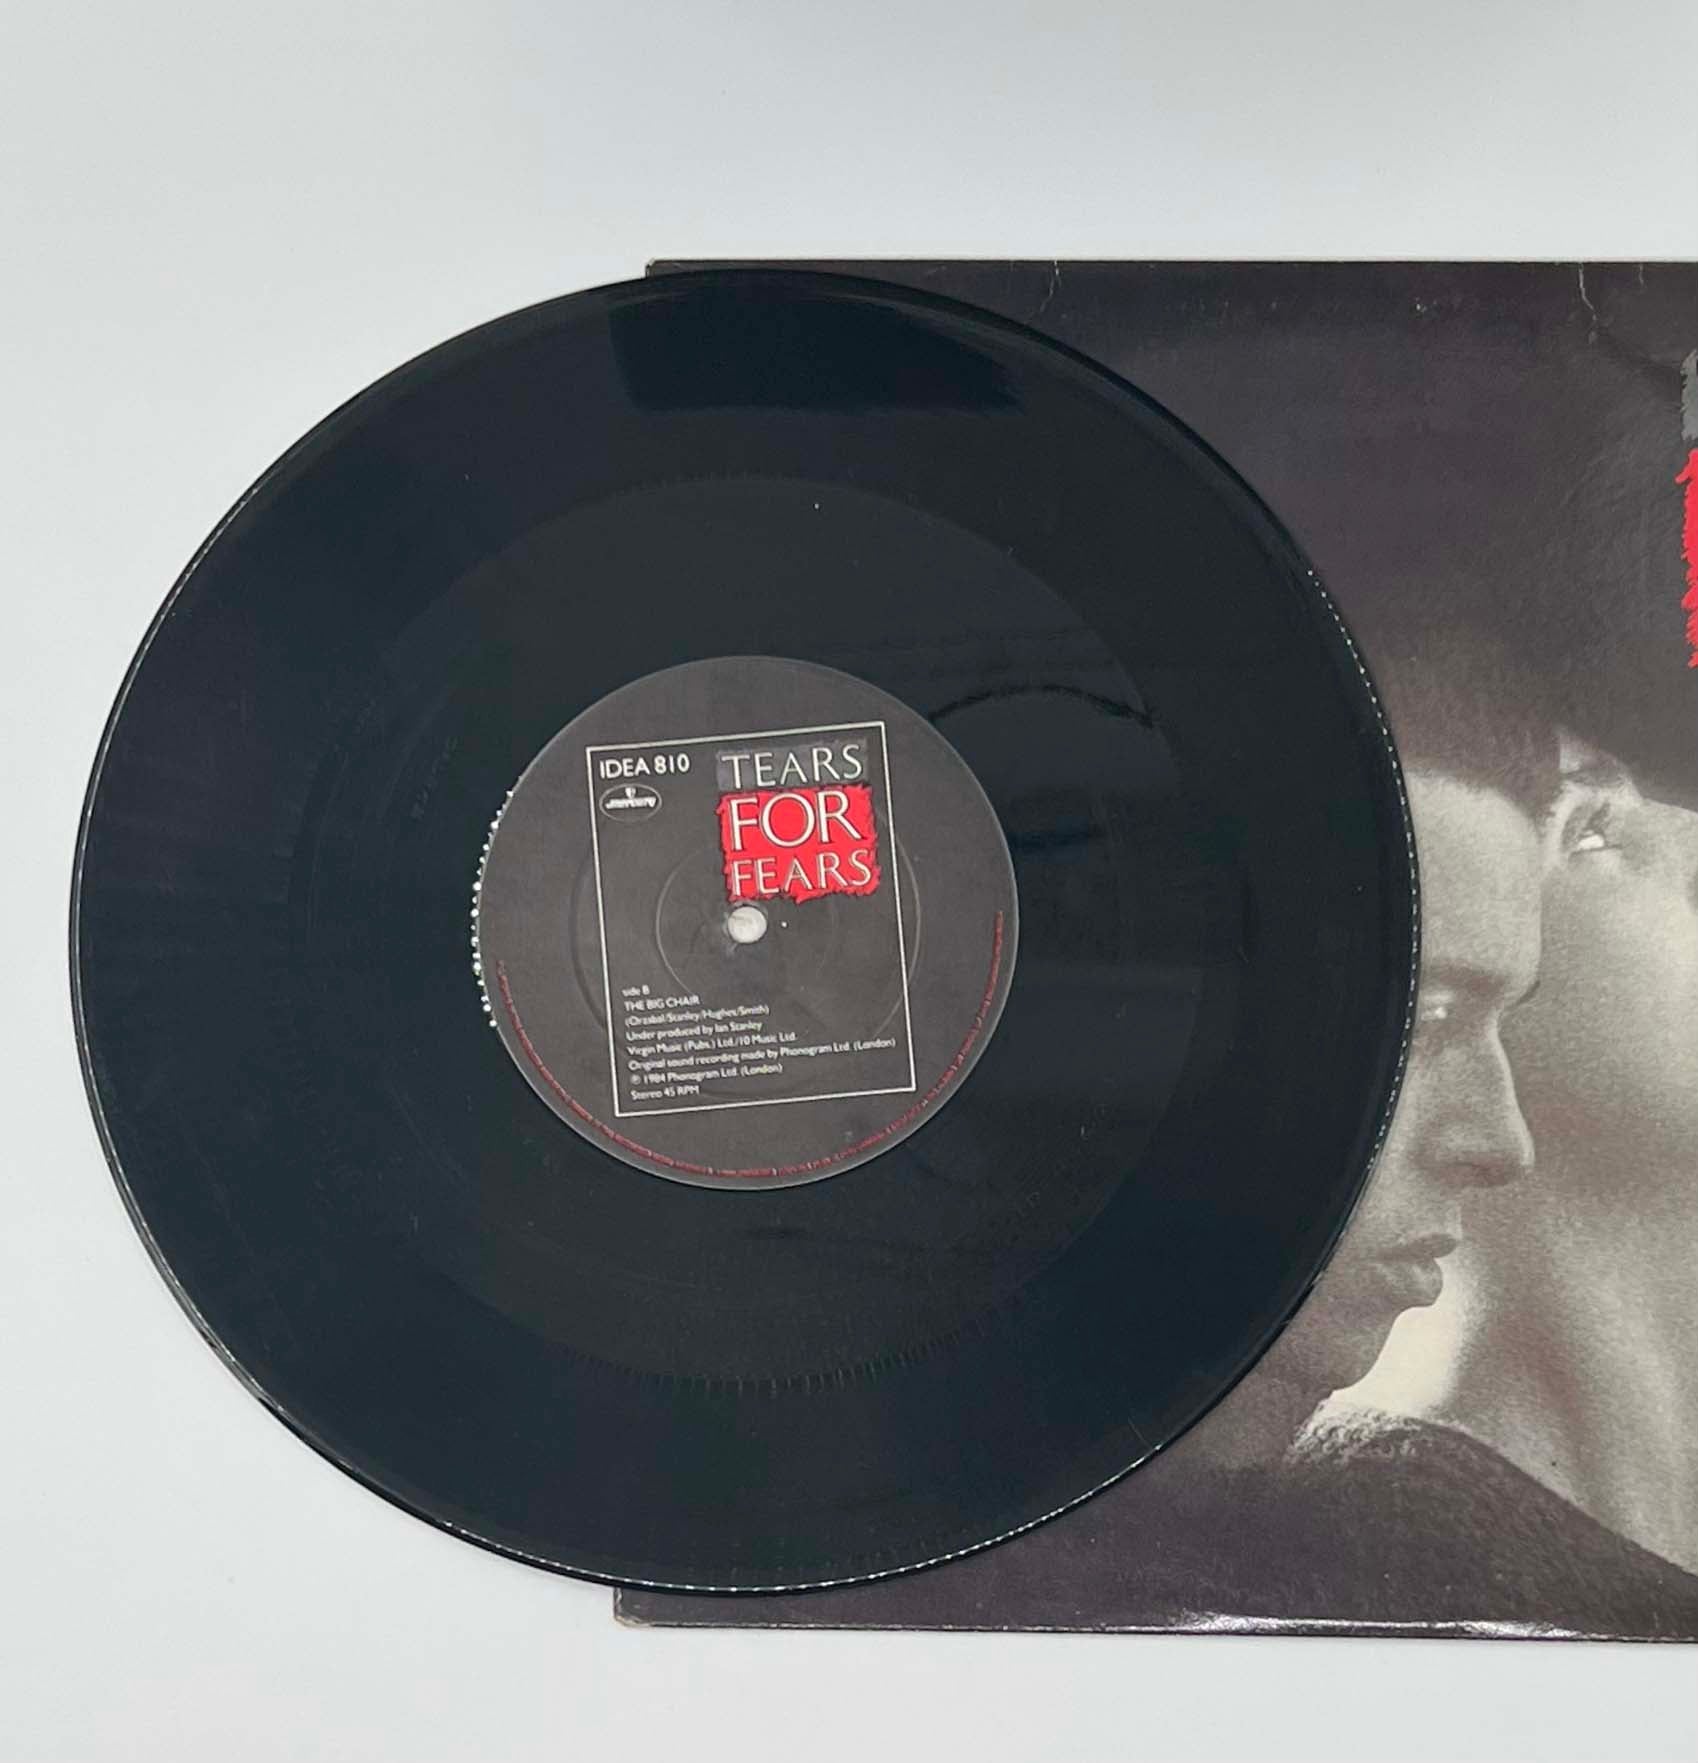 IDEA 810
mercury
TEARS
FOR
FEARS
side B
THE BIG CHAIR
(Orzabal/Stanley/Hughes/Smith)
Under produced by Ian Stanley
Virgin Music (Pubs.) Ltd./10 Music Ltd.
Original sound recording made by Phonogram Ltd. (London)
℗ 1984 Phonogram Ltd. (London)
Stereo 45 RPM